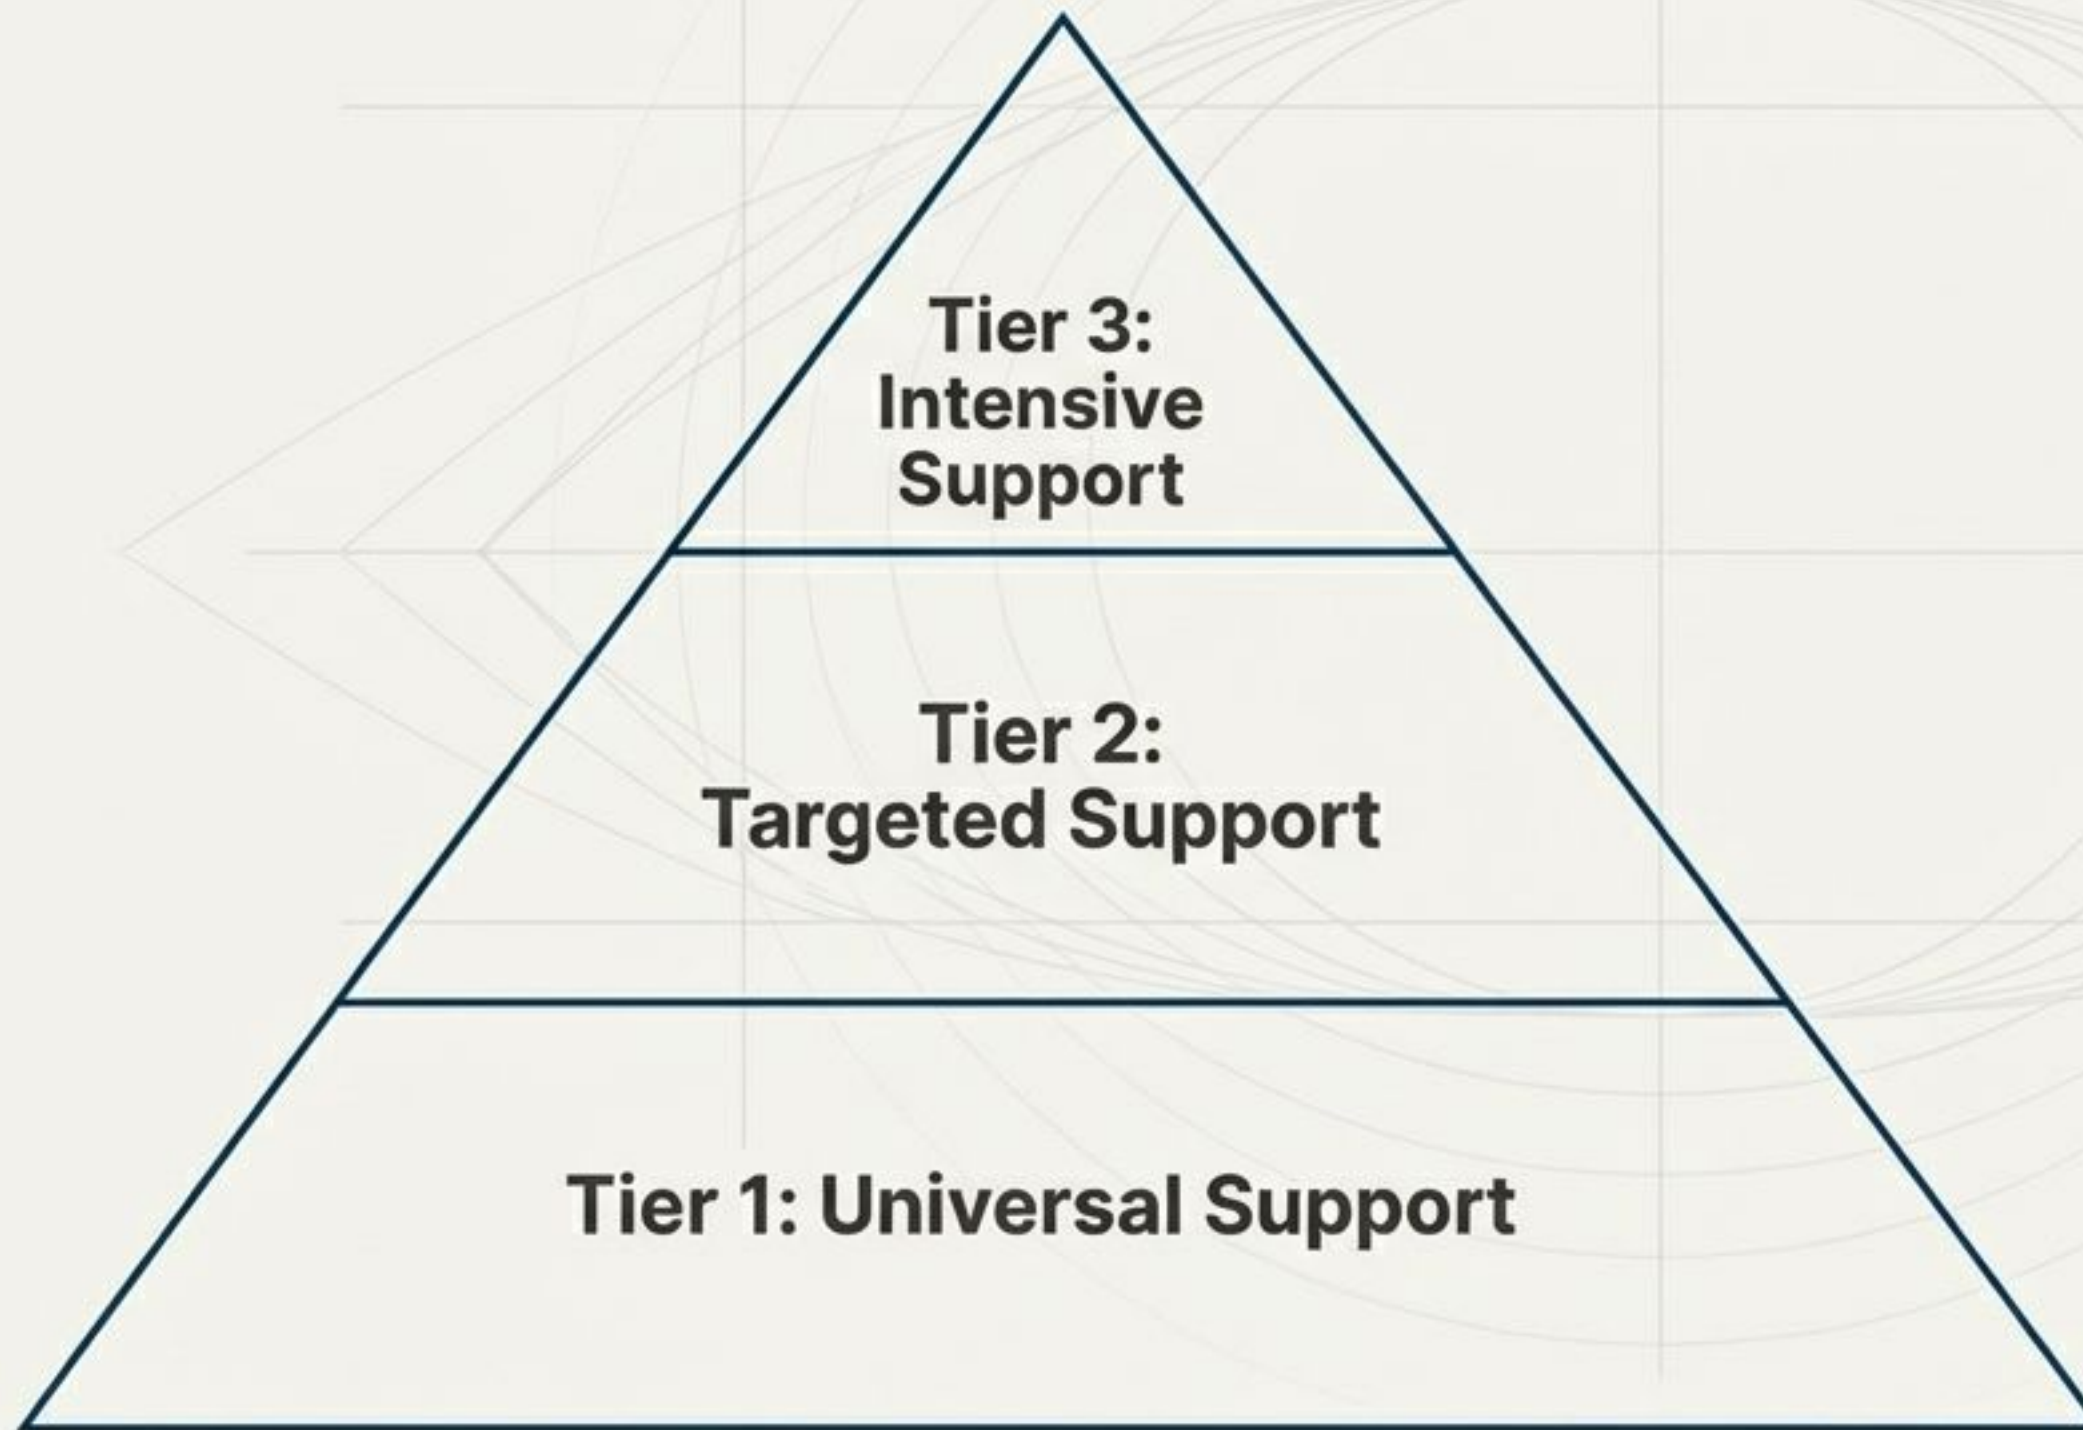 Tier 3:
Intensive
Support
Tier 2:
Targeted Support
Tier 1: Universal Support